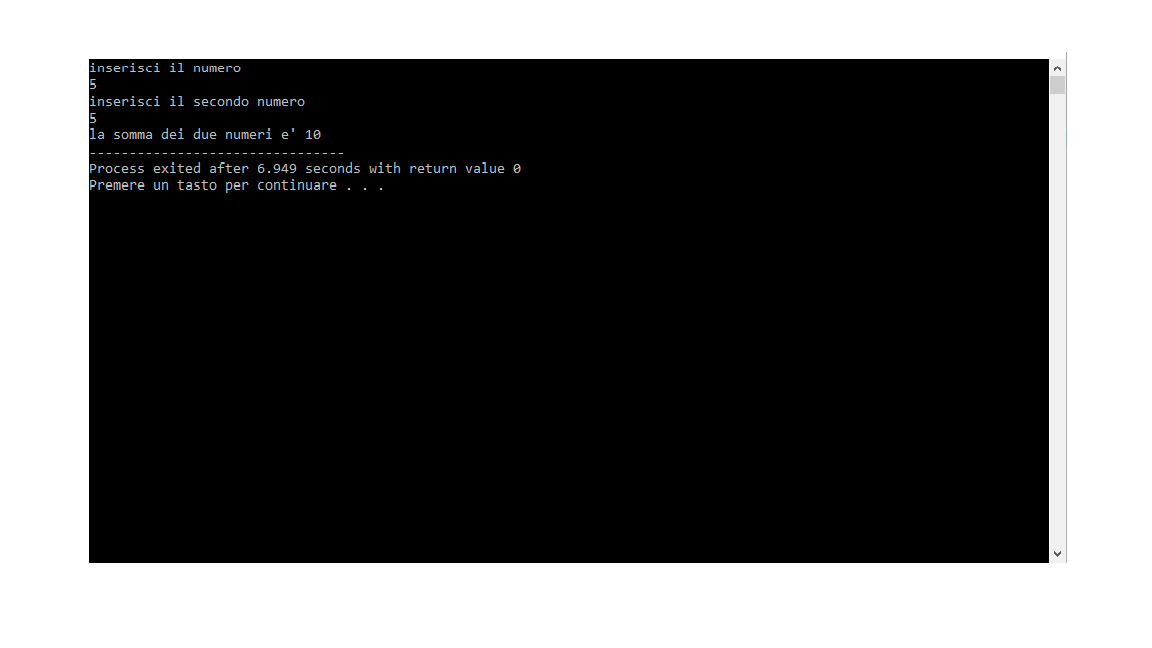 inserisci il numero
5
inserisci il secondo numero
5
la somma dei due numeri e' 10
--------------------------------
Process exited after 6.949 seconds with return value 0
Premere un tasto per continuare . . .